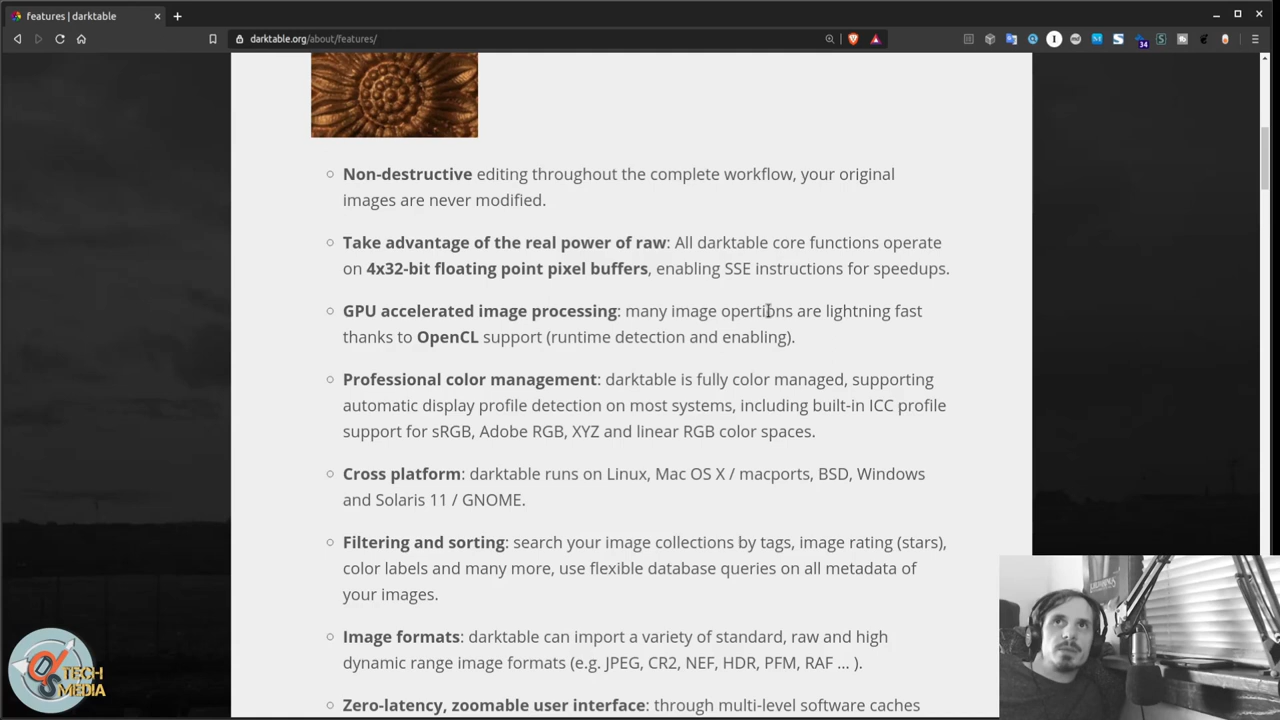 features | darktable
darktable.org/about/features/
34
Non-destructive editing throughout the complete workflow, your original
images are never modified.
Take advantage of the real power of raw: All darktable core functions operate
on 4x32-bit floating point pixel buffers, enabling SSE instructions for speedups.
GPU accelerated image processing: many image opertions are lightning fast
thanks to OpenCL support (runtime detection and enabling).
Professional color management: darktable is fully color managed, supporting
automatic display profile detection on most systems, including built-in ICC profile
support for sRGB, Adobe RGB, XYZ and linear RGB color spaces.
Cross platform: darktable runs on Linux, Mac OS X / macports, BSD, Windows
and Solaris 11 / GNOME.
Filtering and sorting: search your image collections by tags, image rating (stars),
color labels and many more, use flexible database queries on all metadata of
your images.
Image formats: darktable can import a variety of standard, raw and high
dynamic range image formats (e.g. JPEG, CR2, NEF, HDR, PFM, RAF ... ).
Zero-latency, zoomable user interface: through multi-level software caches
TECH
MEDIA